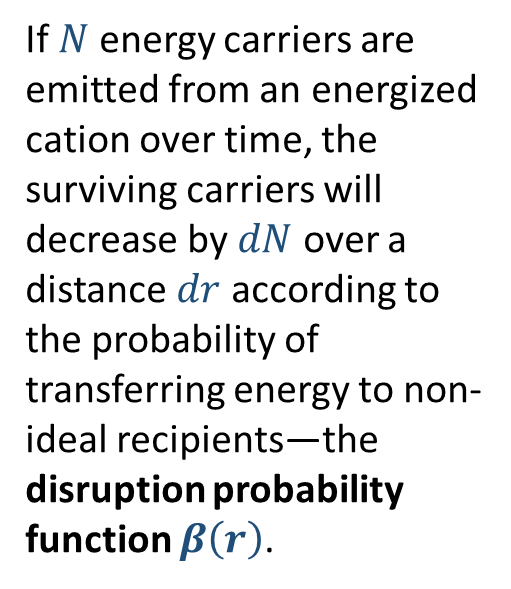 If N energy carriers are
emitted from an energized
cation over time, the
surviving carriers will
decrease by dN over a
distance dr according to
the probability of
transferring energy to non-
ideal recipients—the
disruption probability
function β(r).